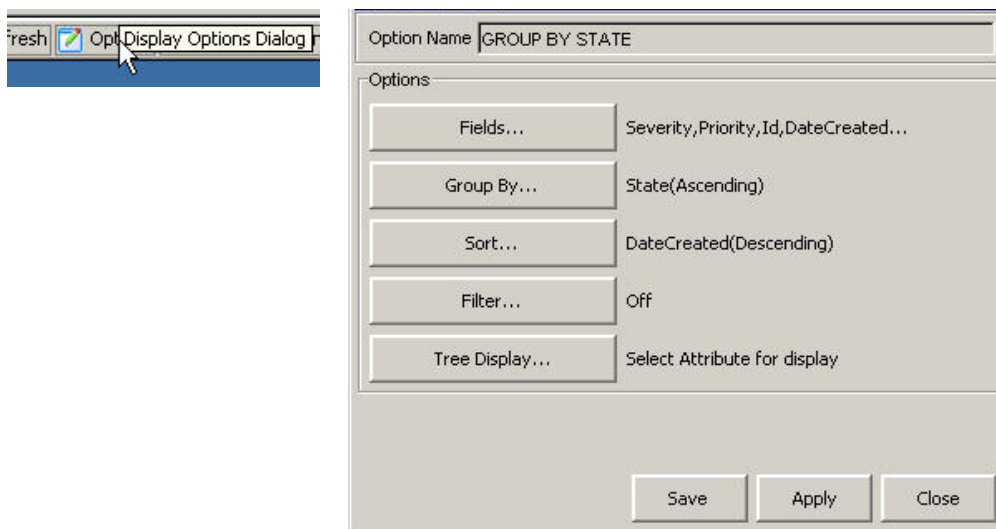 fresh
Opt
Display Options Dialog
Option Name GROUP BY STATE
Options
Fields... Severity,Priority,Id,DateCreated...
Group By... State(Ascending)
Sort... DateCreated(Descending)
Filter... Off
Tree Display... Select Attribute for display
Save Apply Close